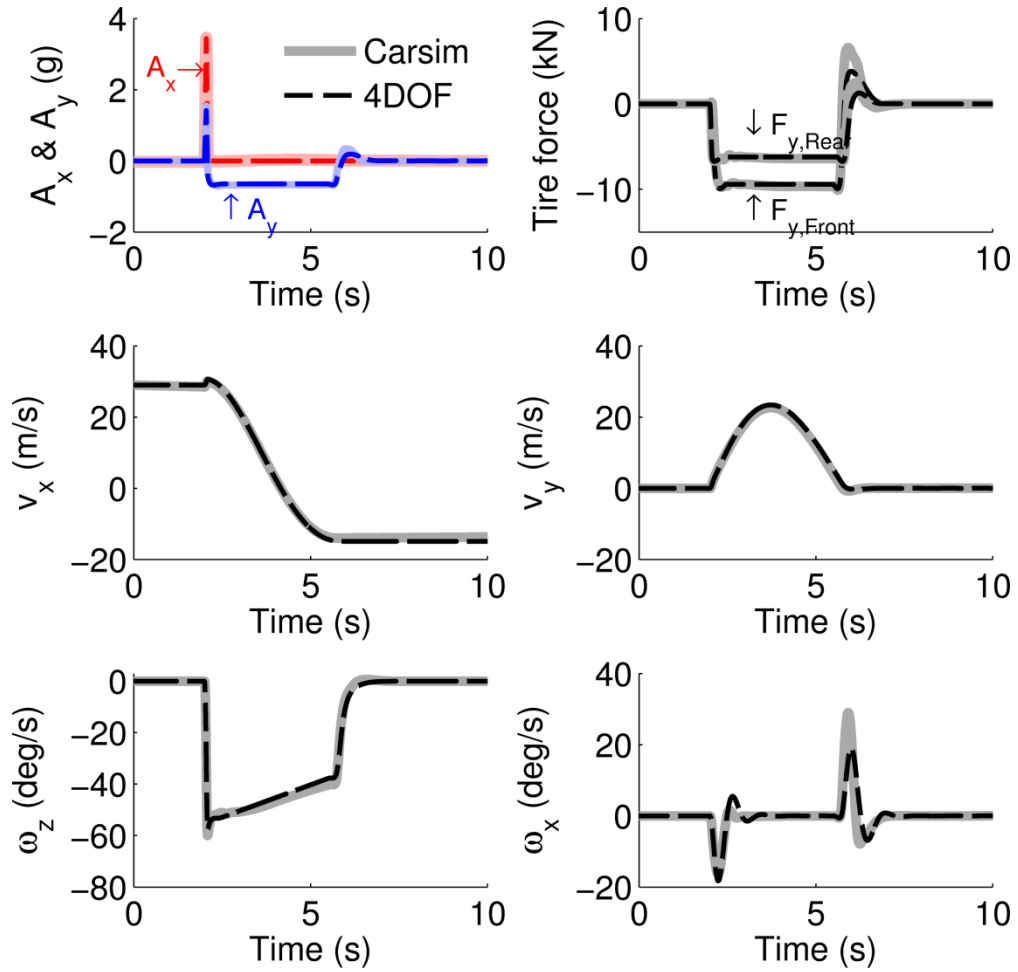 A_x & A_y (g)
4
2
0
−2
A_x →
Carsim
4DOF
↑ A_y
0
5
10
Time (s)
Tire force (kN)
10
0
−10
↓ F_y,Rear
↑ F_y,Front
0
5
10
Time (s)
v_x (m/s)
40
20
0
−20
0
5
10
Time (s)
v_y (m/s)
40
20
0
−20
0
5
10
Time (s)
ω_z (deg/s)
0
−20
−40
−60
−80
0
5
10
Time (s)
ω_x (deg/s)
40
20
0
−20
0
5
10
Time (s)